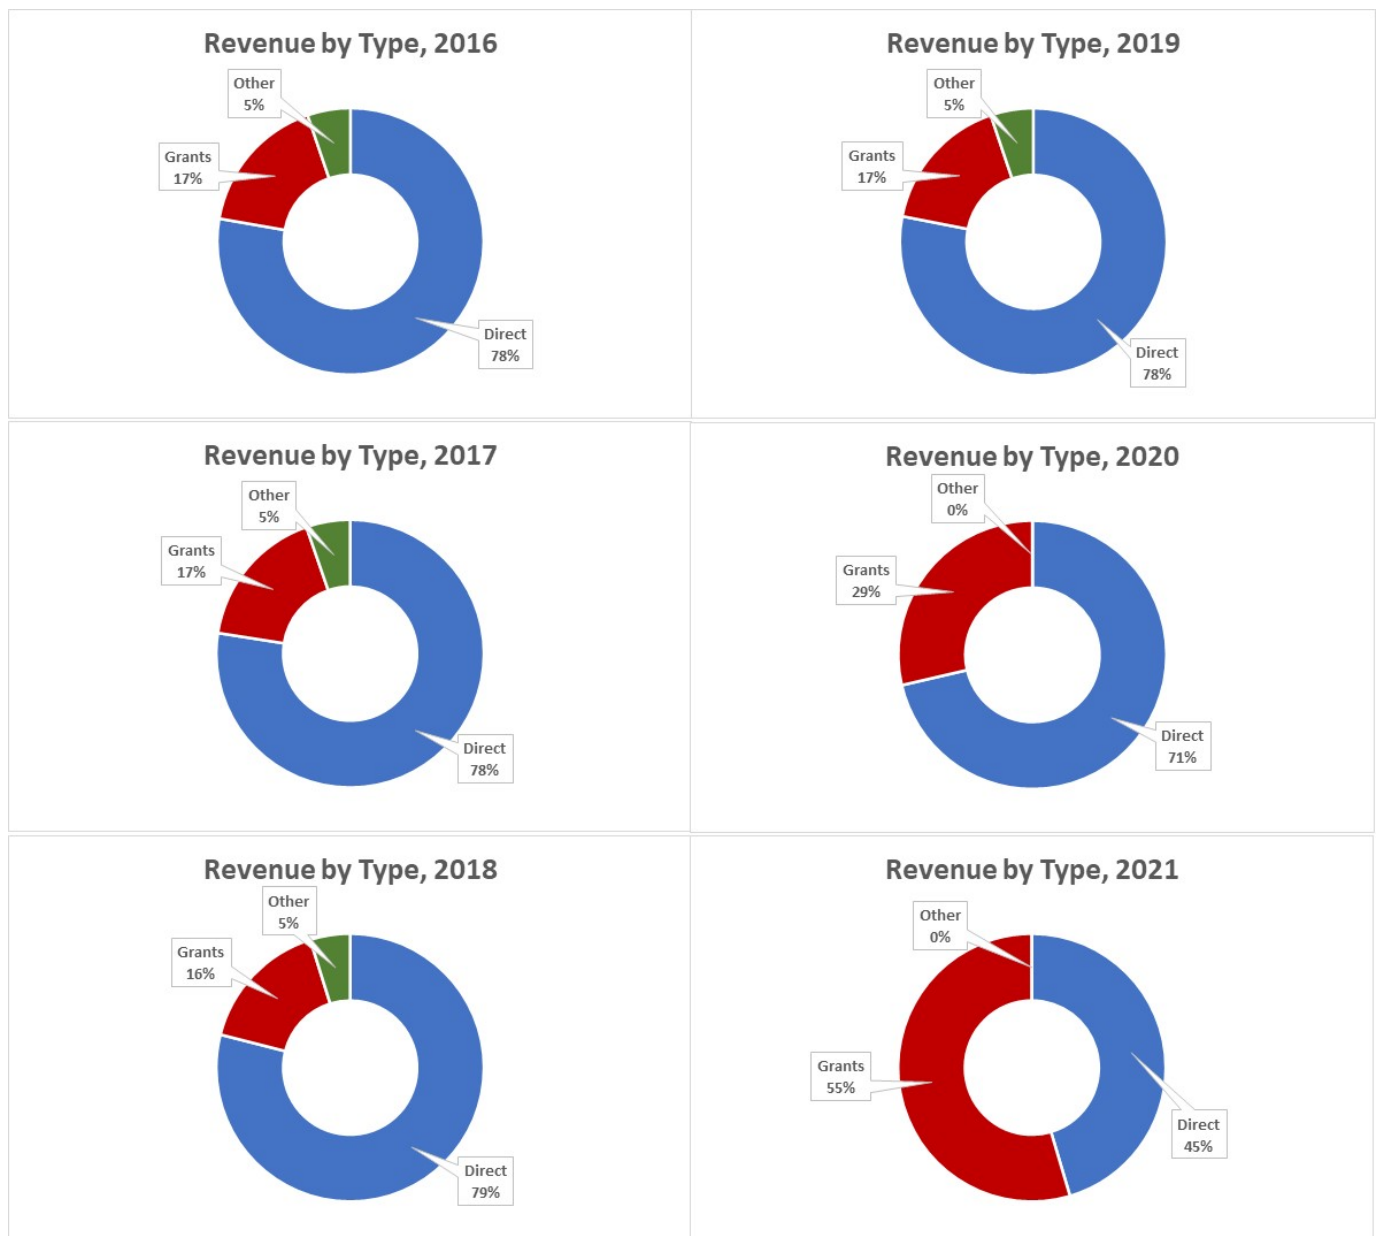 Revenue by Type, 2016
Other
5%
Grants
17%
Direct
78%
Revenue by Type, 2019
Other
5%
Grants
17%
Direct
78%
Revenue by Type, 2017
Other
5%
Grants
17%
Direct
78%
Revenue by Type, 2020
Other
0%
Grants
29%
Direct
71%
Revenue by Type, 2018
Other
5%
Grants
16%
Direct
79%
Revenue by Type, 2021
Other
0%
Grants
55%
Direct
45%